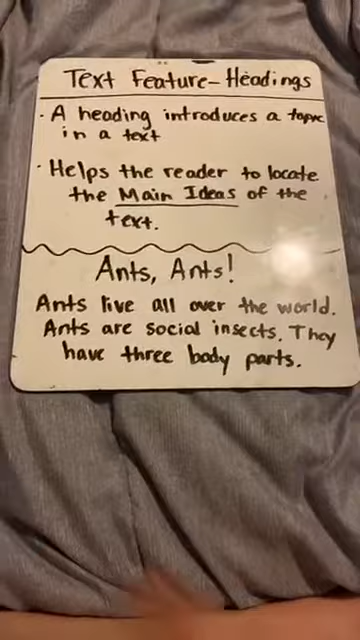 Text Feature-Headings
· A heading introduces a topic
in a text
· Helps the reader to locate
the Main Ideas of the
text.
Ants, Ants!
Ants live all over the world.
Ants are social insects. They
have three body parts.